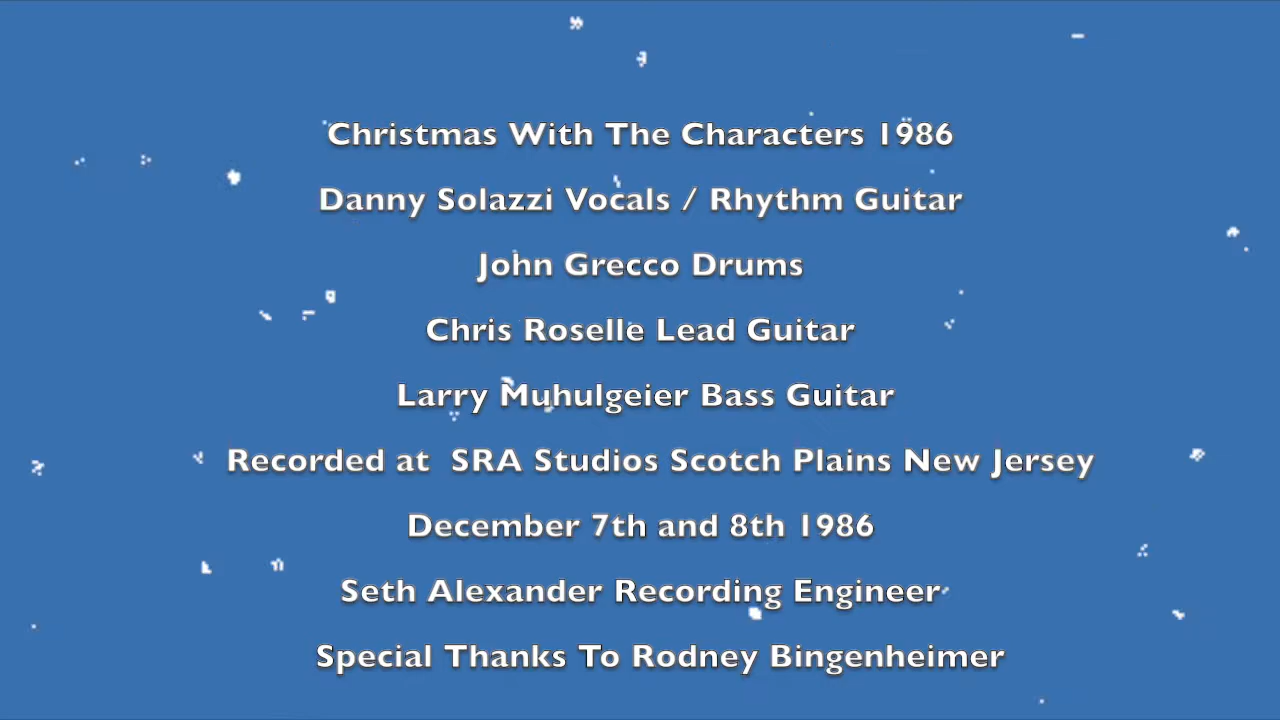 Christmas With The Characters 1986
Danny Solazzi Vocals / Rhythm Guitar
John Grecco Drums
Chris Roselle Lead Guitar
Larry Muhulgeier Bass Guitar
Recorded at  SRA Studios Scotch Plains New Jersey
December 7th and 8th 1986
Seth Alexander Recording Engineer
Special Thanks To Rodney Bingenheimer